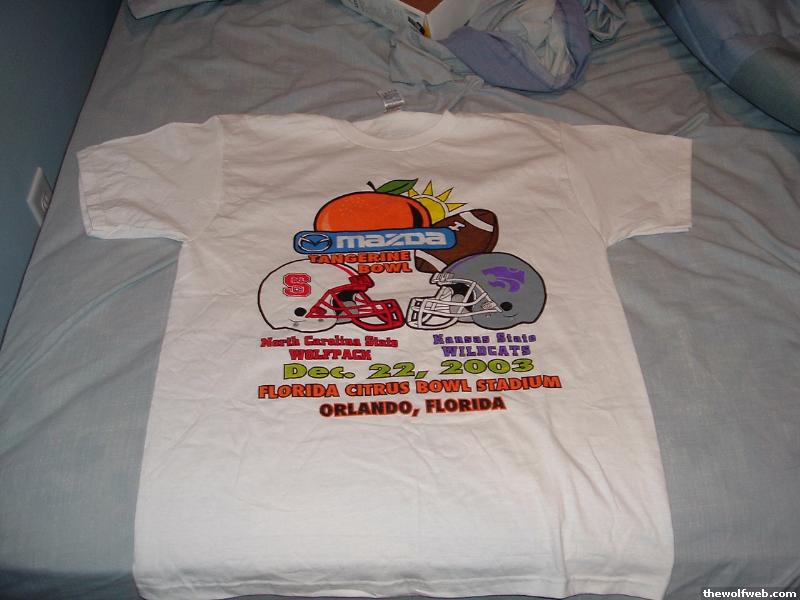 mazda
TANGERINE
BOWL
S
North Carolina State
WOLFPACK
Kansas State
WILDCATS
Dec. 22, 2003
FLORIDA CITRUS BOWL STADIUM
ORLANDO, FLORIDA
thewolfweb.com